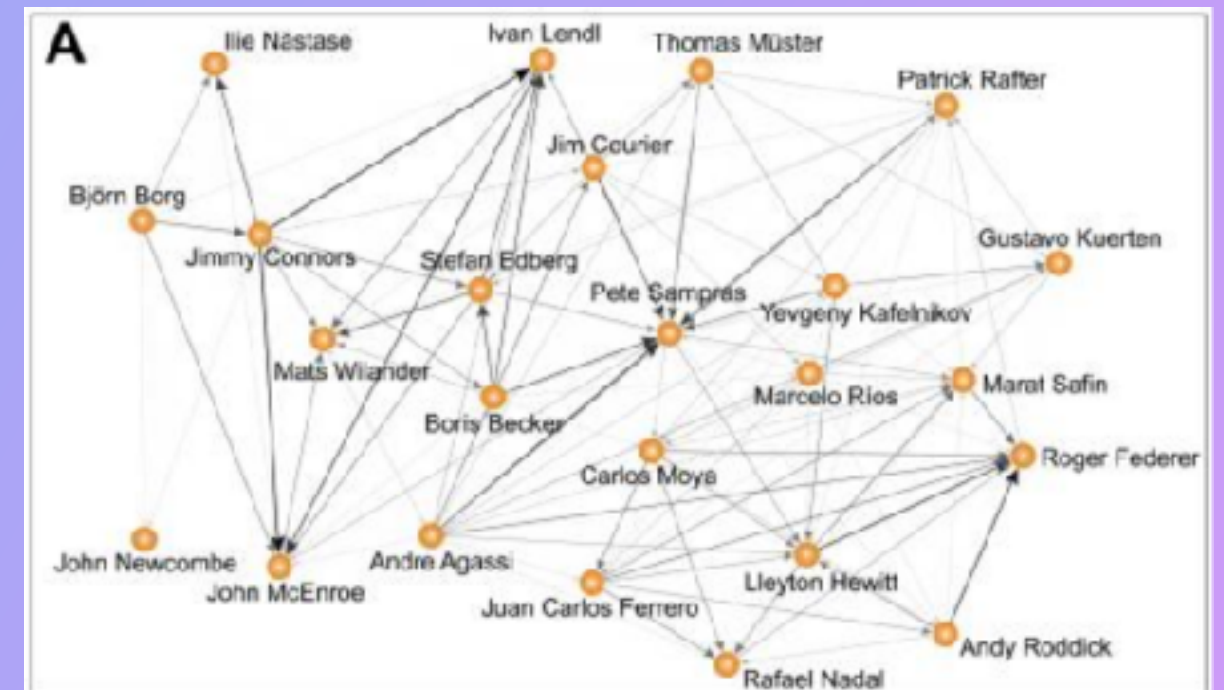 A
Ilie Năstase
Ivan Lendl
Thomas Müster
Patrick Rafter
Jim Courier
Björn Borg
Jimmy Connors
Stefan Edberg
Gustavo Kuerten
Pete Sampras
Yevgeny Kafelnikov
Mats Wilander
Marcelo Rios
Marat Safin
Boris Becker
Carlos Moya
Roger Federer
John Newcombe
John McEnroe
Andre Agassi
Juan Carlos Ferrero
Lleyton Hewitt
Andy Roddick
Rafael Nadal